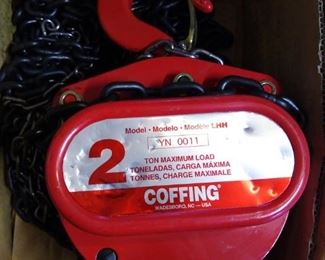 Model • Modelo • Modèle LHH
YN 0011
2
TON MAXIMUM LOAD
TONELADAS, CARGA MÁXIMA
TONNES, CHARGE MAXIMALE
COFFING
WADESBORO, NC — USA